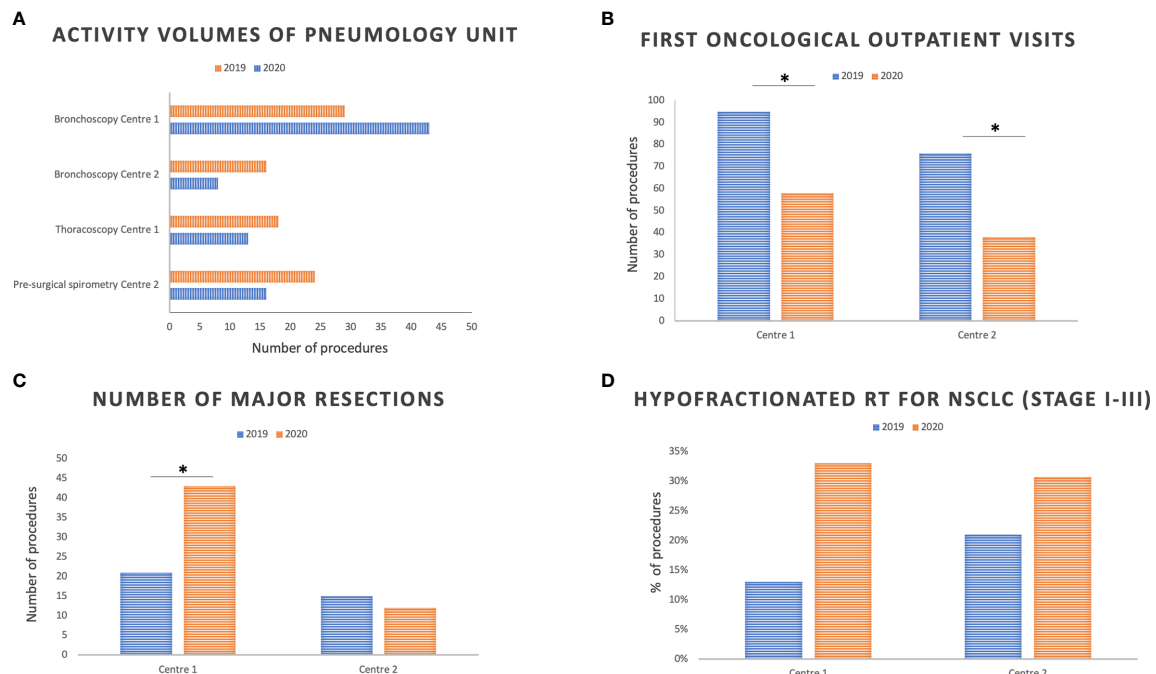 A
ACTIVITY VOLUMES OF PNEUMOLOGY UNIT
2019 2020
Bronchoscopy Centre 1
Bronchoscopy Centre 2
Thoracoscopy Centre 1
Pre-surgical spirometry Centre 2
0 5 10 15 20 25 30 35 40 45 50
Number of procedures
B
FIRST ONCOLOGICAL OUTPATIENT VISITS
2019 2020
*
*
Number of procedures
100
90
80
70
60
50
40
30
20
10
0
Centre 1 Centre 2
C
NUMBER OF MAJOR RESECTIONS
2019 2020
*
Number of procedures
50
45
40
35
30
25
20
15
10
5
0
Centre 1 Centre 2
D
HYPOFRACTIONATED RT FOR NSCLC (STAGE I-III)
2019 2020
% of procedures
35%
30%
25%
20%
15%
10%
5%
0%
Centre 1 Centre 2